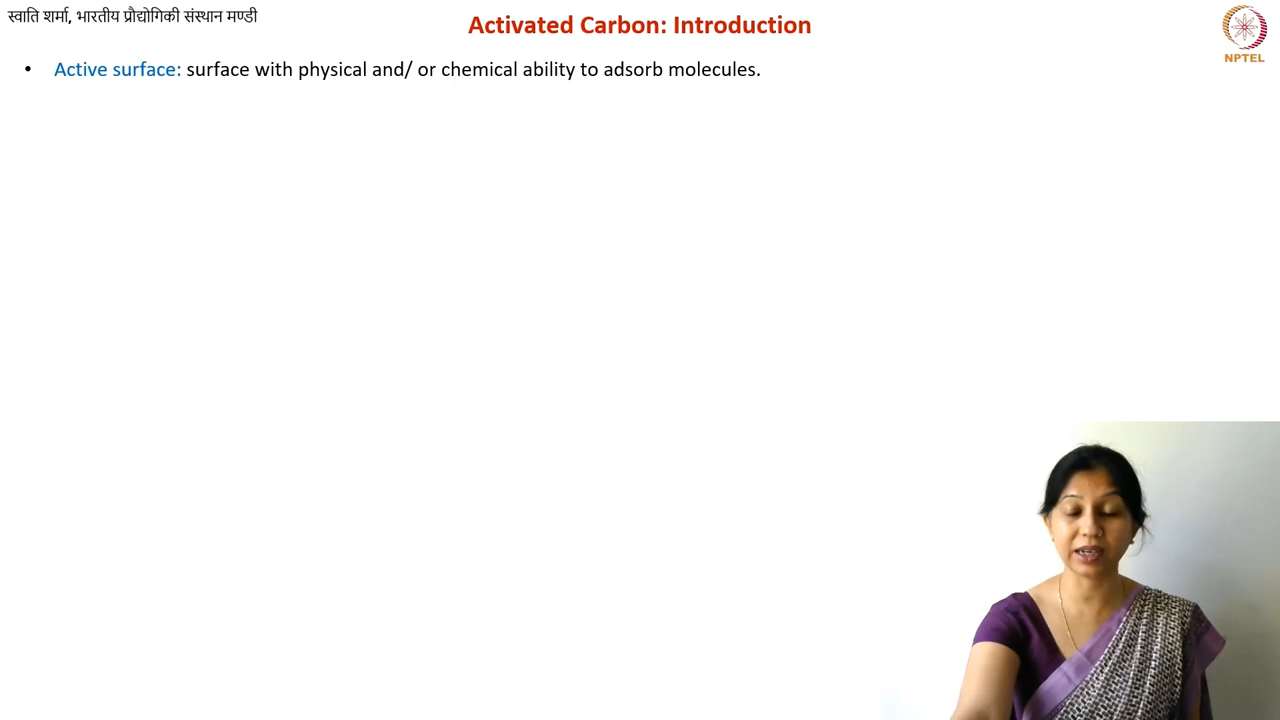 स्वाति शर्मा, भारतीय प्रौद्योगिकी संस्थान मण्डी
Activated Carbon: Introduction
NPTEL
• Active surface: surface with physical and/ or chemical ability to adsorb molecules.